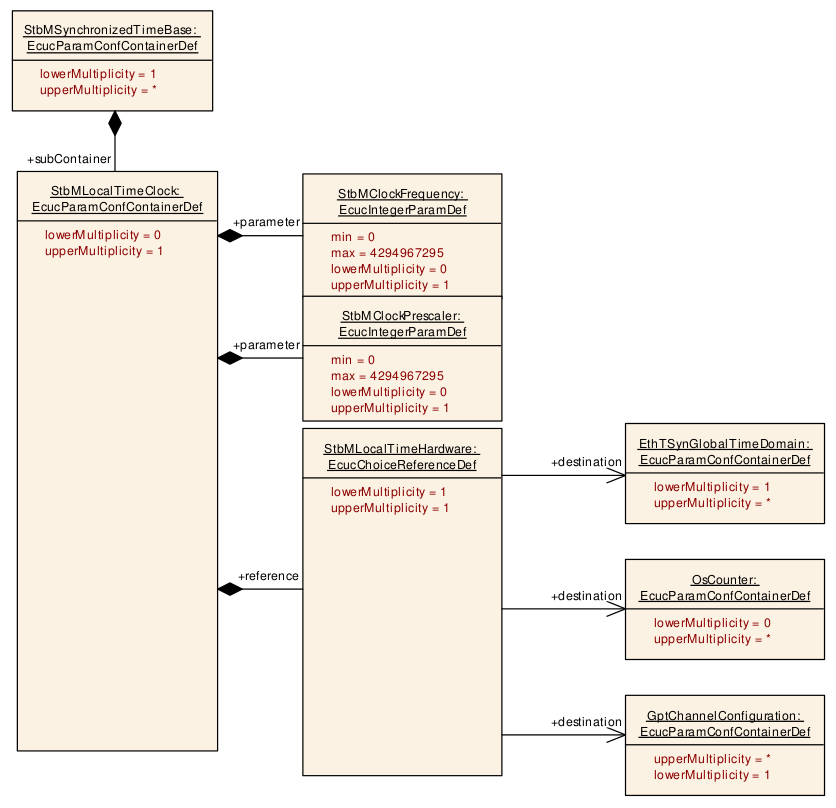 StbMSynchronizedTimeBase:
EcucParamConfContainerDef
lowerMultiplicity = 1
upperMultiplicity = *
+subContainer
StbMLocalTimeClock:
EcucParamConfContainerDef
lowerMultiplicity = 0
upperMultiplicity = 1
+parameter
StbMClockFrequency:
EcucIntegerParamDef
min = 0
max = 4294967295
lowerMultiplicity = 0
upperMultiplicity = 1
+parameter
StbMClockPrescaler:
EcucIntegerParamDef
min = 0
max = 4294967295
lowerMultiplicity = 0
upperMultiplicity = 1
+reference
StbMLocalTimeHardware:
EcucChoiceReferenceDef
lowerMultiplicity = 1
upperMultiplicity = 1
+destination
EthTSynGlobalTimeDomain:
EcucParamConfContainerDef
lowerMultiplicity = 1
upperMultiplicity = *
+destination
OsCounter:
EcucParamConfContainerDef
lowerMultiplicity = 0
upperMultiplicity = *
+destination
GptChannelConfiguration:
EcucParamConfContainerDef
upperMultiplicity = *
lowerMultiplicity = 1